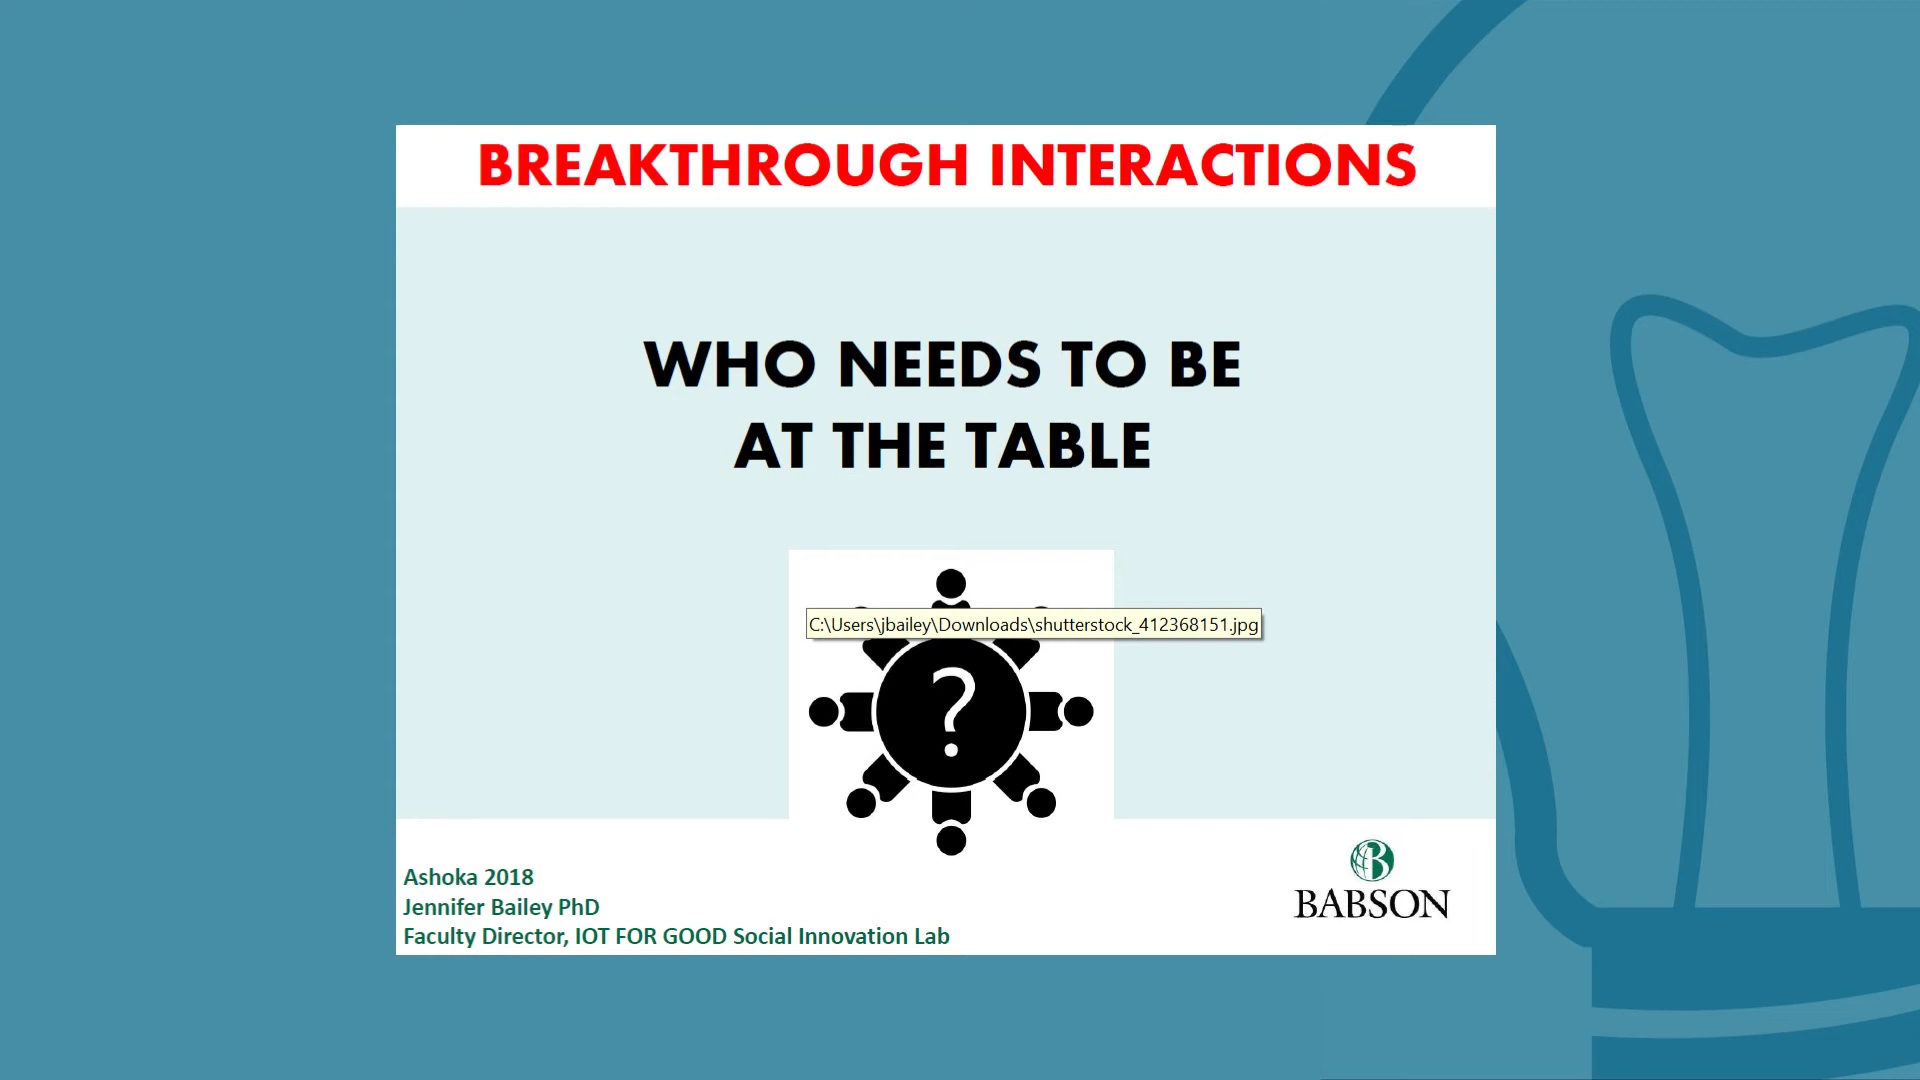 BREAKTHROUGH INTERACTIONS
WHO NEEDS TO BE
AT THE TABLE
C:\Users\jbailey\Downloads\shutterstock_412368151.jpg
?
Ashoka 2018
Jennifer Bailey PhD
Faculty Director, IOT FOR GOOD Social Innovation Lab
B
BABSON